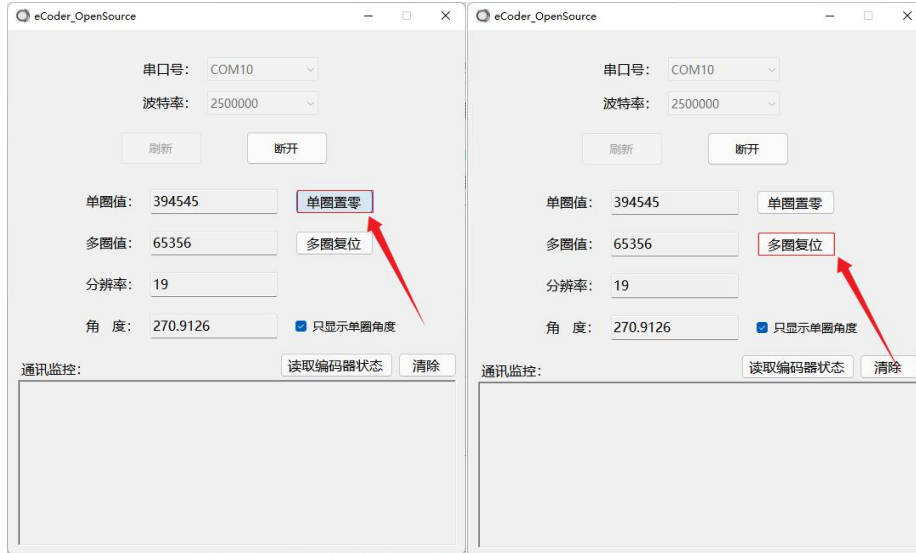 eCoder_OpenSource
串口号： COM10
波特率： 2500000
刷新 断开
单圈值： 394545 单圈置零
多圈值： 65356 多圈复位
分辨率： 19
角 度： 270.9126 只显示单圈角度
通讯监控： 读取编码器状态 清除
eCoder_OpenSource
串口号： COM10
波特率： 2500000
刷新 断开
单圈值： 394545 单圈置零
多圈值： 65356 多圈复位
分辨率： 19
角 度： 270.9126 只显示单圈角度
通讯监控： 读取编码器状态 清除